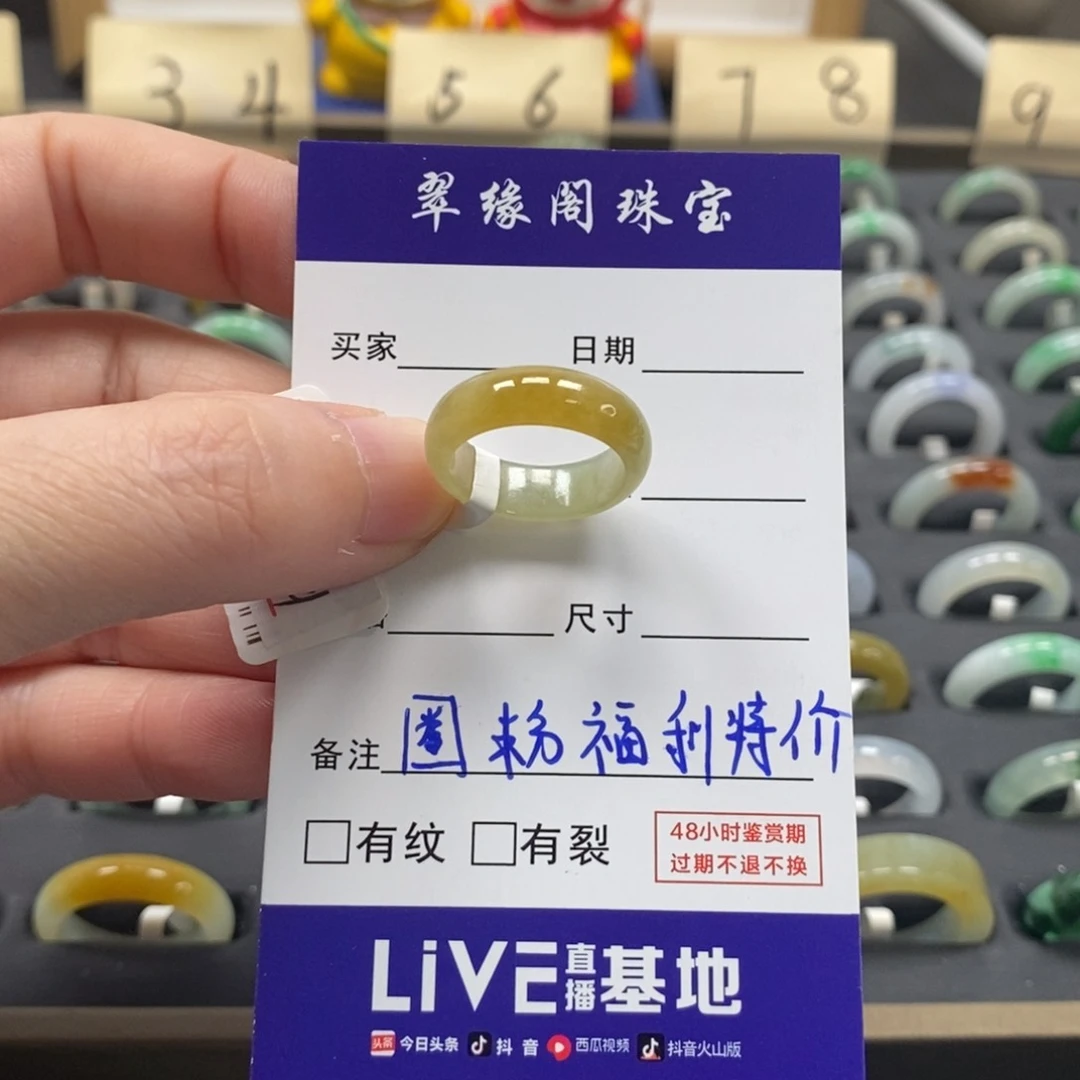 3 4 5 6 7 8 9
翠缘阁珠宝
买家 日期
尺寸
备注 圈粉福利特价
有纹 有裂
48小时鉴赏期
过期不退不换
LiVE直播基地
头条 今日头条 抖音 西瓜视频 抖音火山版